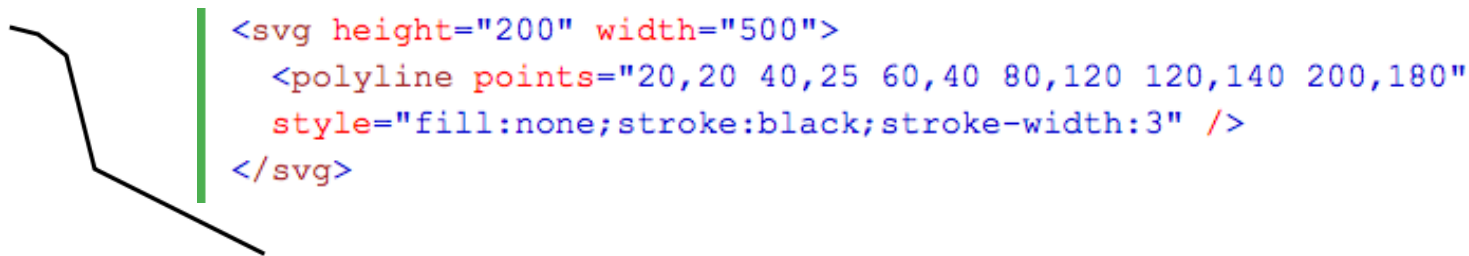 <svg height="200" width="500">
<polyline points="20,20 40,25 60,40 80,120 120,140 200,180"
style="fill:none;stroke:black;stroke-width:3" />
</svg>